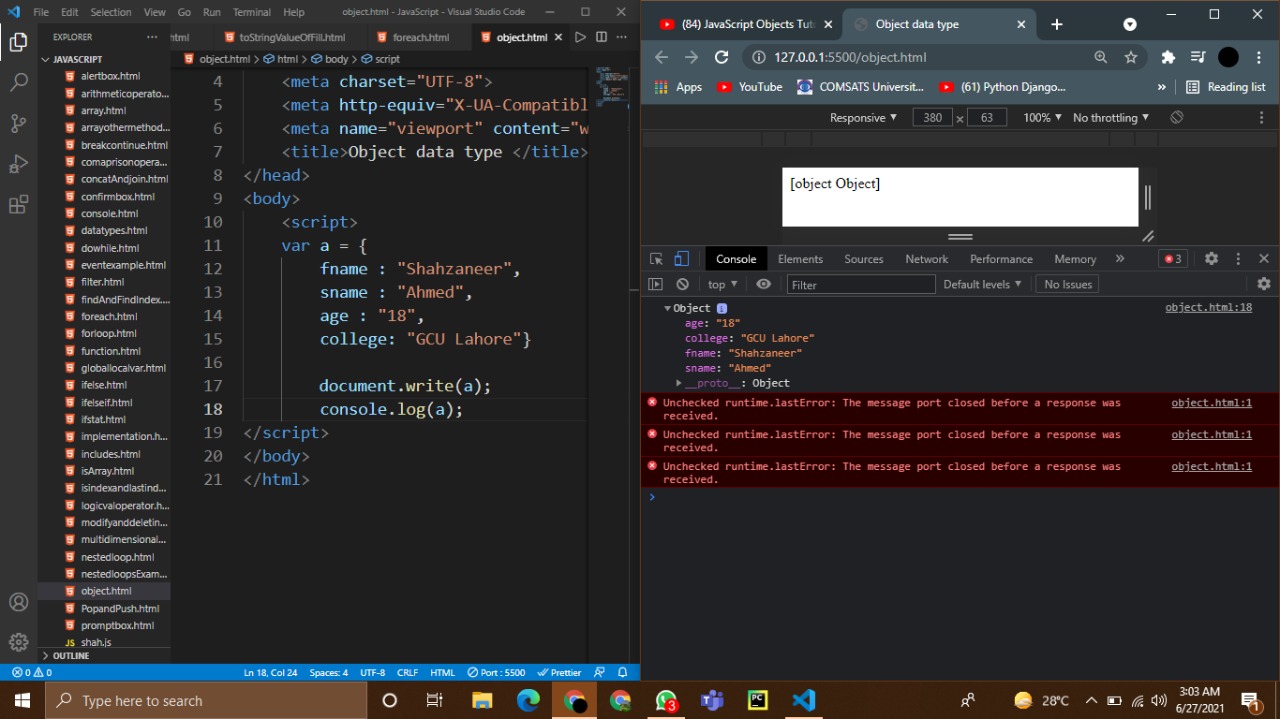 File Edit Selection View Go Run Terminal Help object.html - JavaScript - Visual Studio Code
EXPLORER
JAVASCRIPT
alertbox.html
arithmeticoperato...
array.html
arrayothermethod...
breakcontinue.html
comaprisonopera...
concatAndjoin.html
confirmbox.html
console.html
datatypes.html
dowhile.html
eventexample.html
filter.html
findAndFindIndex....
foreach.html
forloop.html
function.html
globallocalvar.html
ifelse.html
ifelseif.html
ifstat.html
implementation.h...
includes.html
isArray.html
isindexandlastind...
logicvaloperator.h...
modifyanddeletin...
multidimensional...
nestedloop.html
nestedloopsExam...
object.html
PopandPush.html
promptbox.html
JS shah.js
OUTLINE
html toStringValueOfFill.html foreach.html object.html
object.html > html > body > script
4 <meta charset="UTF-8">
5 <meta http-equiv="X-UA-Compatibl
6 <meta name="viewport" content="w
7 <title>Object data type </title>
8 </head>
9 <body>
10 <script>
11 var a = {
12 fname : "Shahzaneer",
13 sname : "Ahmed",
14 age : "18",
15 college: "GCU Lahore"}
16
17 document.write(a);
18 console.log(a);
19 </script>
20 </body>
21 </html>
0 0 Ln 18, Col 24 Spaces: 4 UTF-8 CRLF HTML Port : 5500 Prettier
(84) JavaScript Objects Tut Object data type
127.0.0.1:5500/object.html
Apps YouTube COMSATS Universit... (61) Python Django... » Reading list
Responsive 380 x 63 100% No throttling
[object Object]
Console Elements Sources Network Performance Memory » 3
top Filter Default levels No Issues
Object i object.html:18
age: "18"
college: "GCU Lahore"
fname: "Shahzaneer"
sname: "Ahmed"
__proto__: Object
Unchecked runtime.lastError: The message port closed before a response was object.html:1
received.
Unchecked runtime.lastError: The message port closed before a response was object.html:1
received.
Unchecked runtime.lastError: The message port closed before a response was object.html:1
received.
Type here to search 3 PC 28°C 3:03 AM
6/27/2021 1